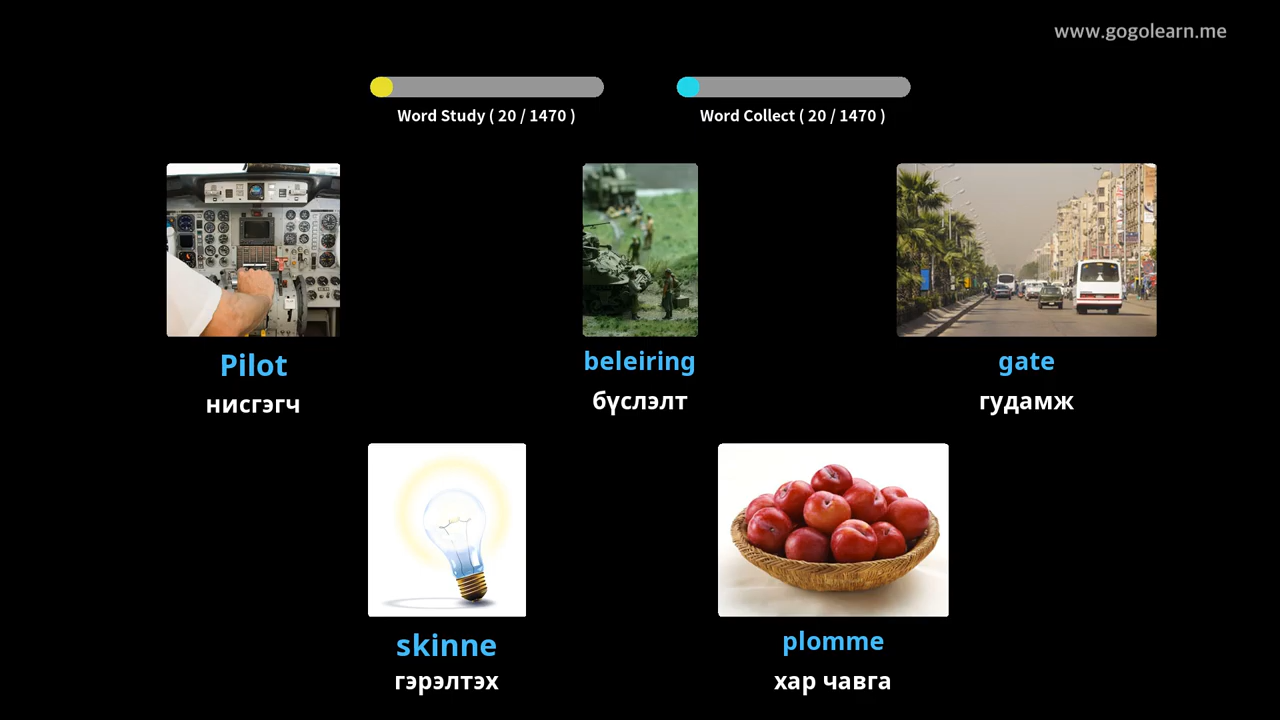 www.gogolearn.me
Word Study ( 20 / 1470 )
Word Collect ( 20 / 1470 )
Pilot
нисгэгч
beleiring
бүслэлт
gate
гудамж
skinne
гэрэлтэх
plomme
хар чавга